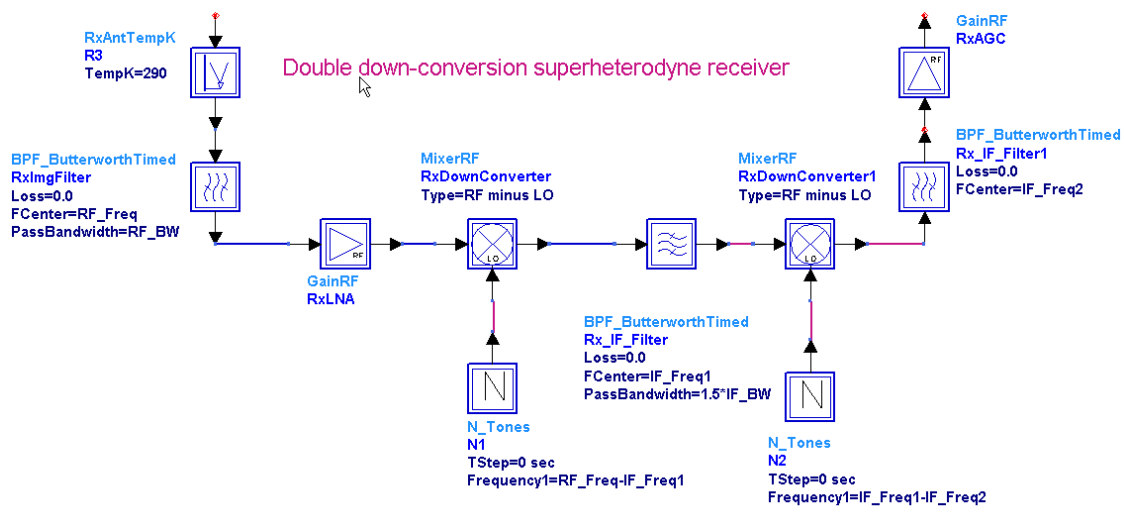 RxAntTempK
R3
TempK=290
Double down-conversion superheterodyne receiver
GainRF
RxAGC
RF
BPF_ButterworthTimed
RxImgFilter
Loss=0.0
FCenter=RF_Freq
PassBandwidth=RF_BW
MixerRF
RxDownConverter
Type=RF minus LO
MixerRF
RxDownConverter1
Type=RF minus LO
BPF_ButterworthTimed
Rx_IF_Filter1
Loss=0.0
FCenter=IF_Freq2
RF
GainRF
RxLNA
LO
LO
BPF_ButterworthTimed
Rx_IF_Filter
Loss=0.0
FCenter=IF_Freq1
PassBandwidth=1.5*IF_BW
N
N_Tones
N1
TStep=0 sec
Frequency1=RF_Freq-IF_Freq1
N
N_Tones
N2
TStep=0 sec
Frequency1=IF_Freq1-IF_Freq2